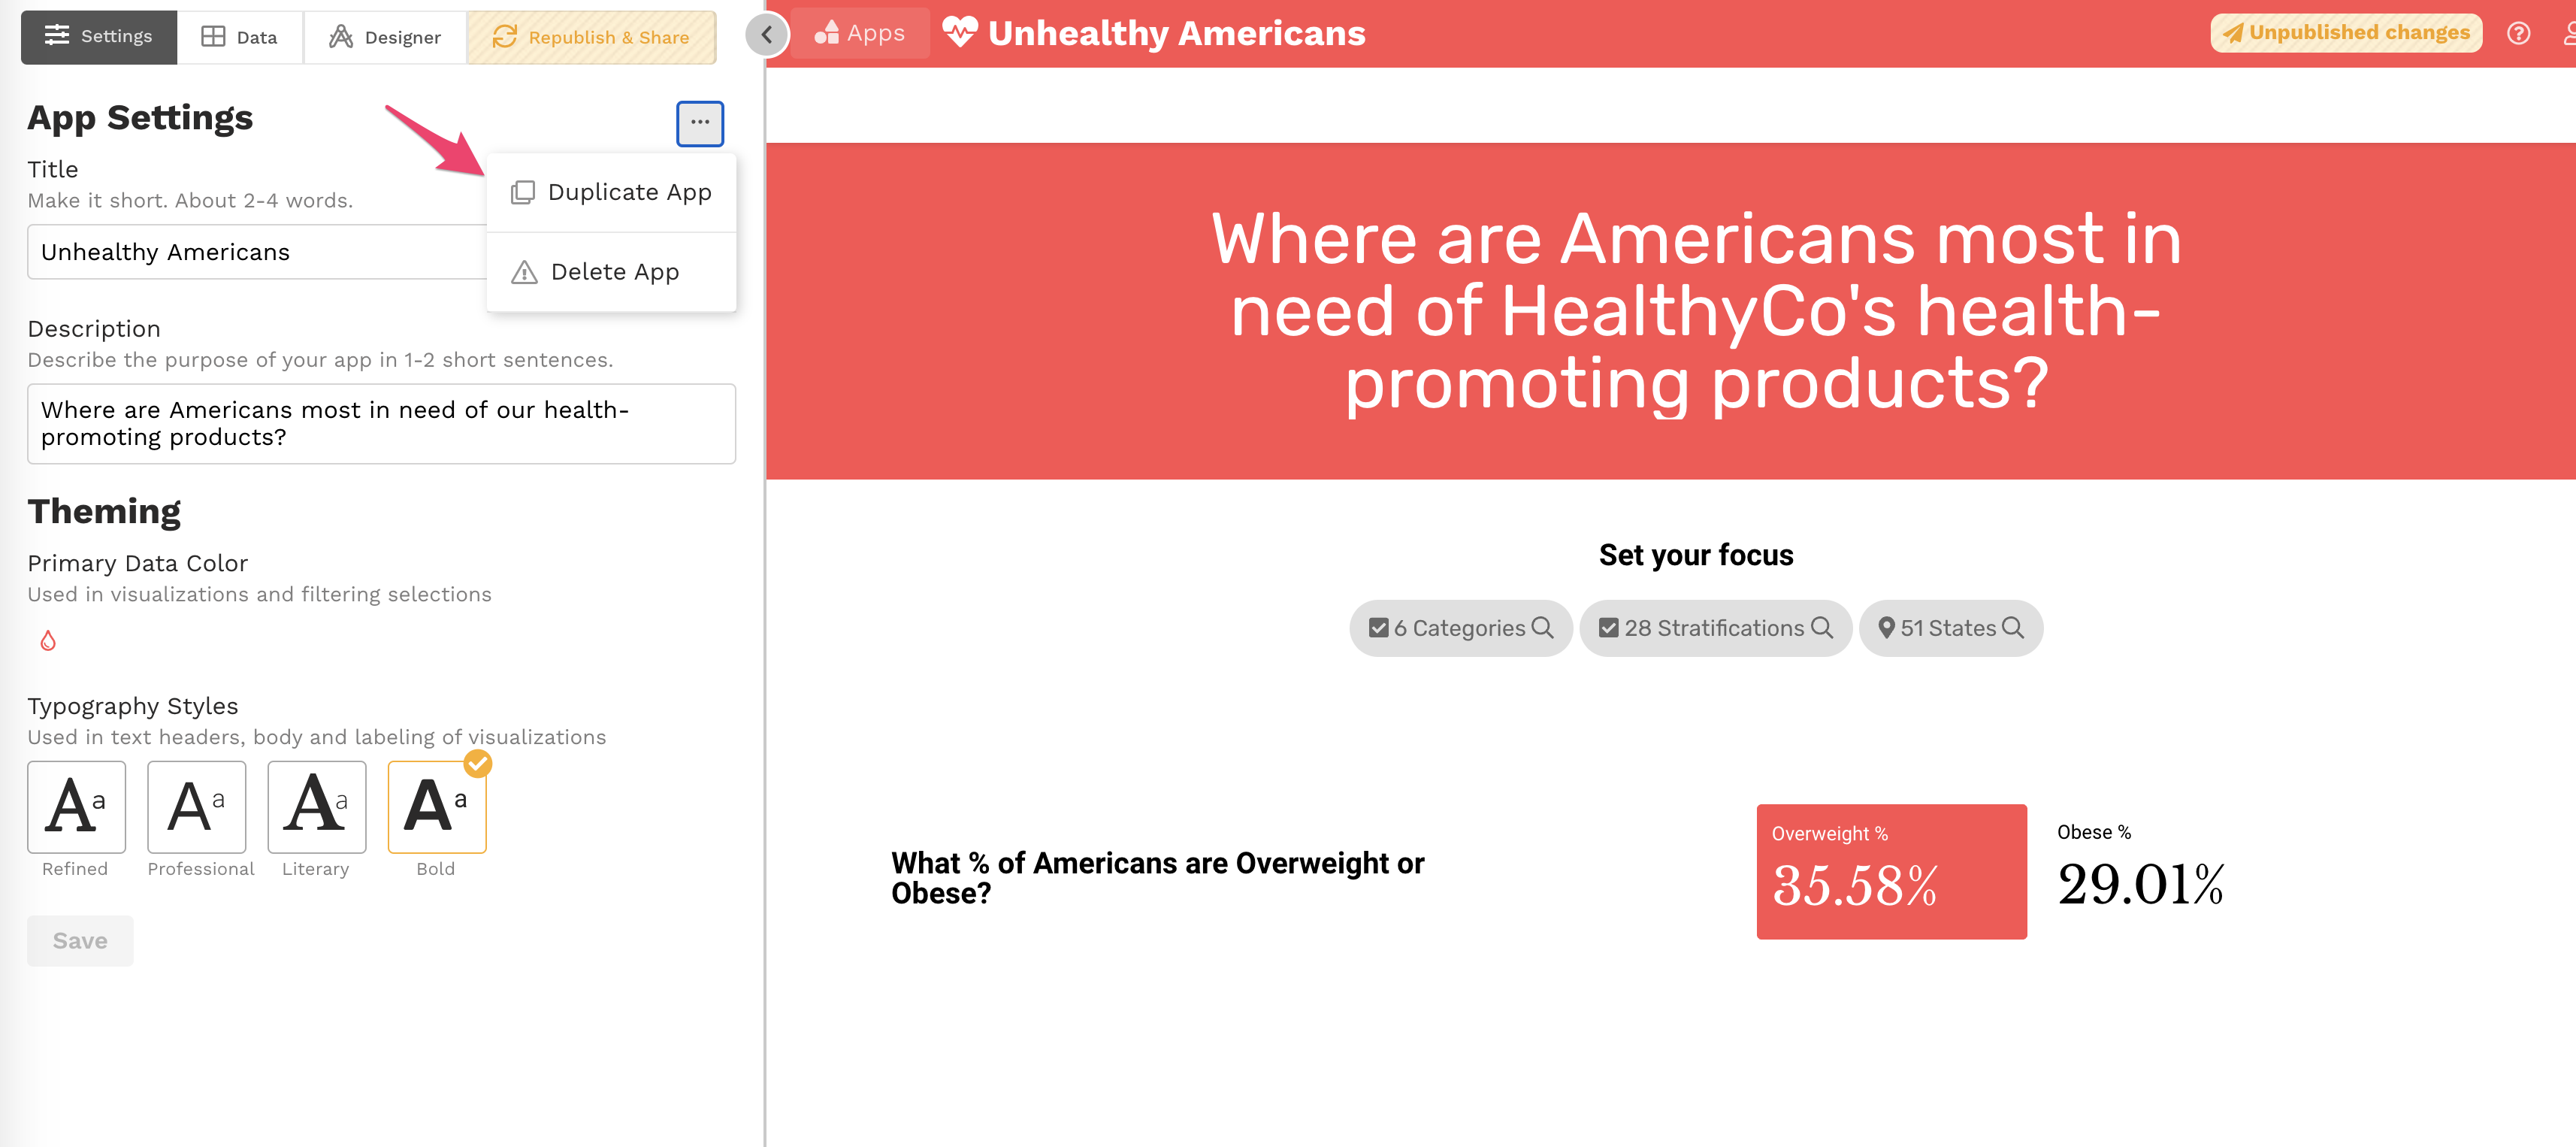 Settings
Data
Designer
Republish & Share
Apps
Unhealthy Americans
Unpublished changes
App Settings
Duplicate App
Delete App
Title
Make it short. About 2-4 words.
Unhealthy Americans
Description
Describe the purpose of your app in 1-2 short sentences.
Where are Americans most in need of our health-
promoting products?
Theming
Primary Data Color
Used in visualizations and filtering selections
Typography Styles
Used in text headers, body and labeling of visualizations
Aa Aa Aa Aa
Refined Professional Literary Bold
Save
Where are Americans most in
need of HealthyCo's health-
promoting products?
Set your focus
6 Categories
28 Stratifications
51 States
What % of Americans are Overweight or
Obese?
Overweight %
35.58%
Obese %
29.01%